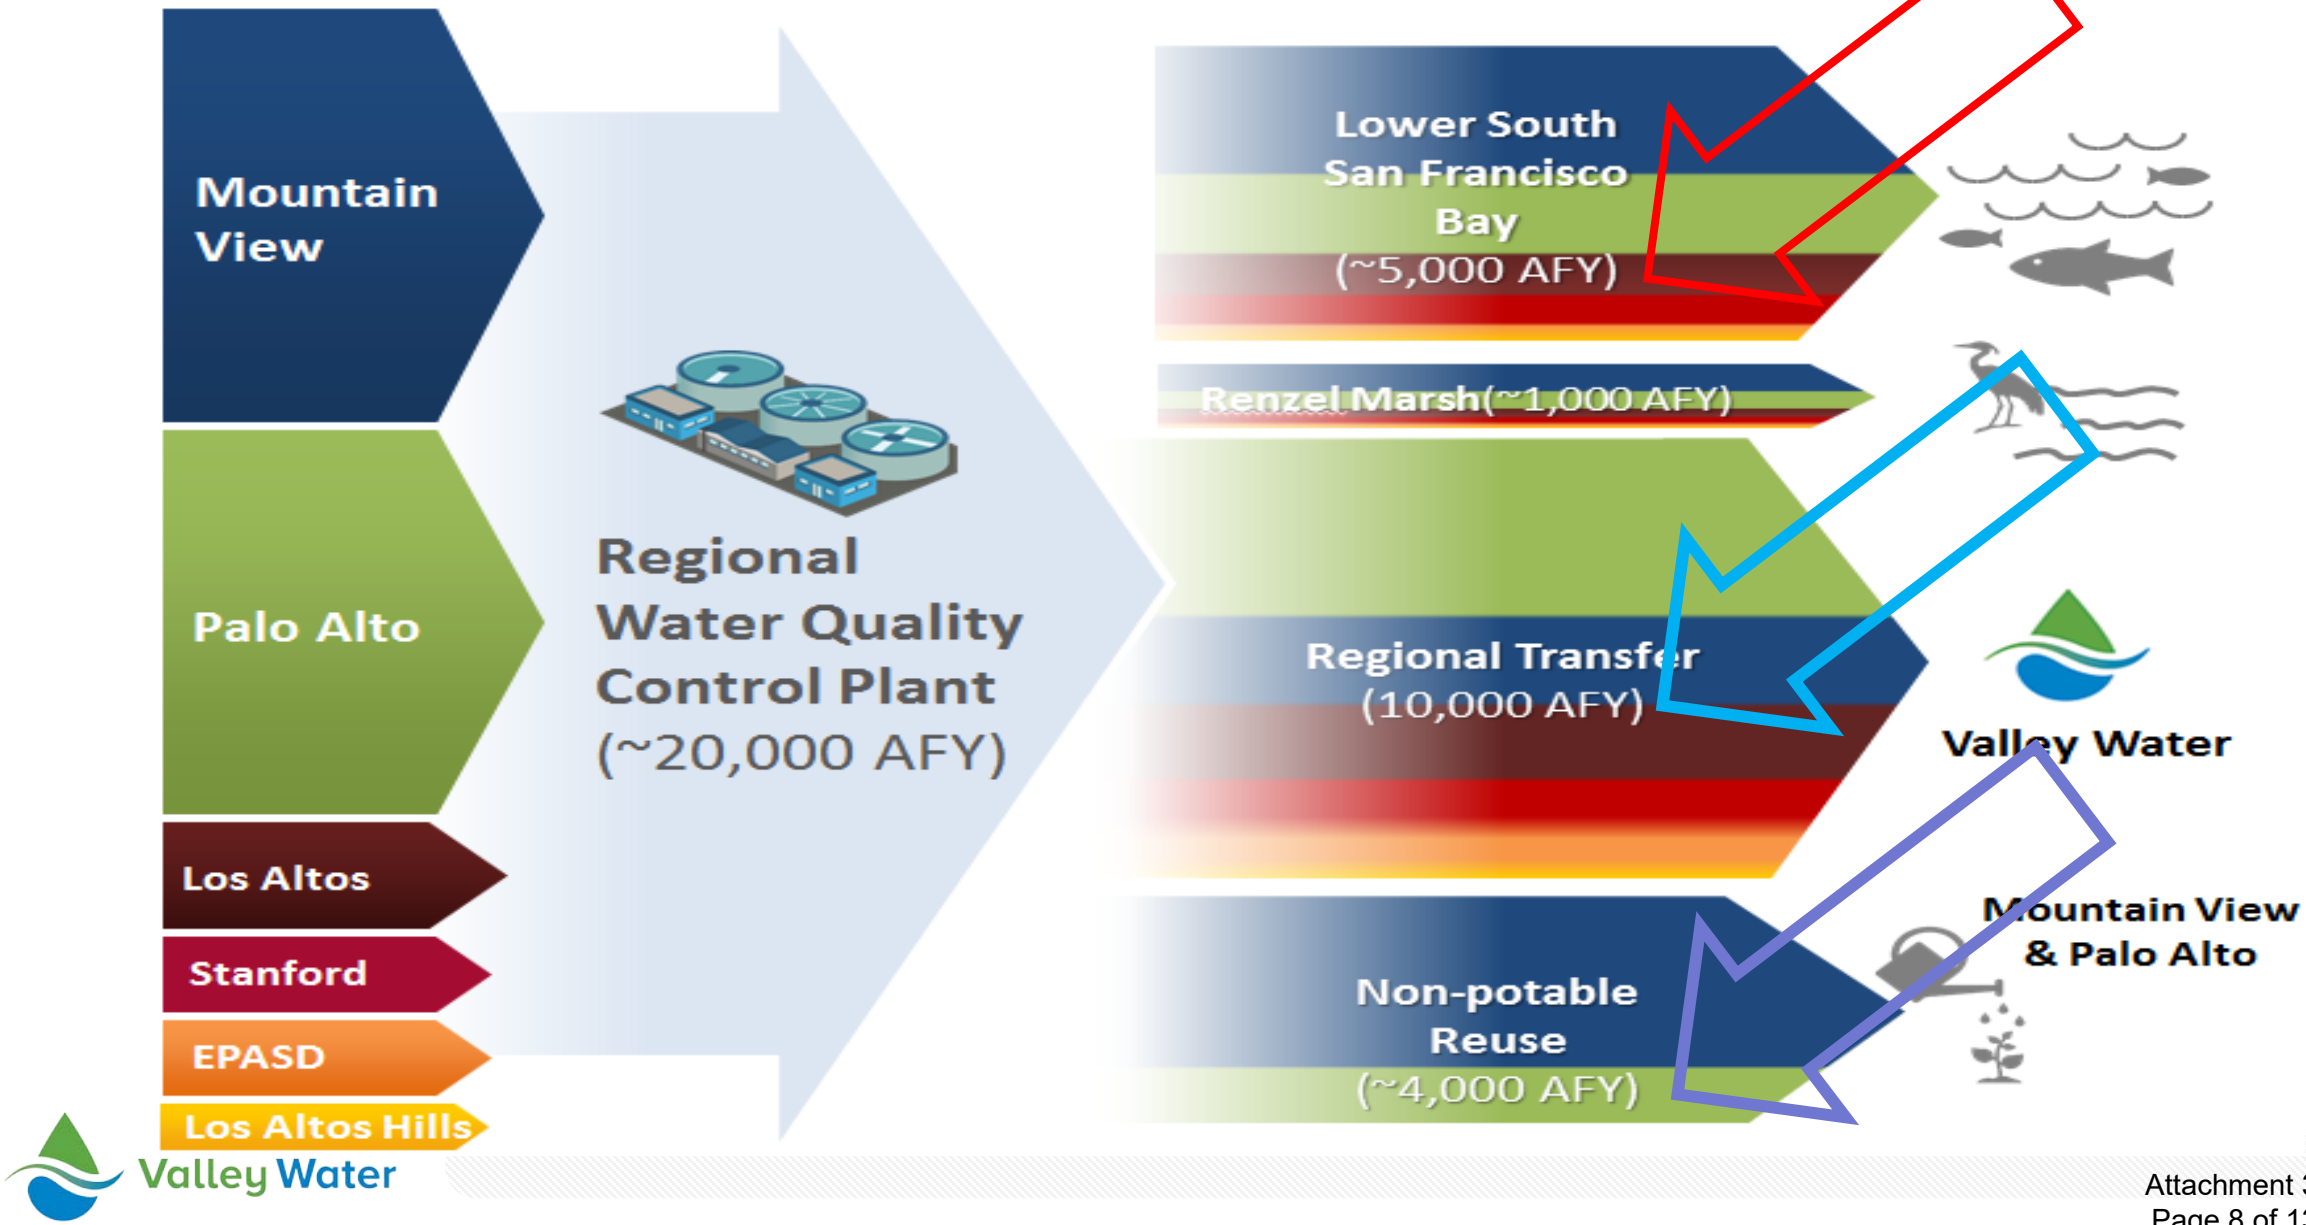 Mountain
View
Palo Alto
Los Altos
Stanford
EPASD
Los Altos Hills
Regional
Water Quality
Control Plant
(~20,000 AFY)
Lower South
San Francisco
Bay
(~5,000 AFY)
Renzel Marsh(~1,000 AFY)
Regional Transfer
(10,000 AFY)
Valley Water
Non-potable
Reuse
(~4,000 AFY)
Mountain View
& Palo Alto
Valley Water
Attachment 3
Page 8 of